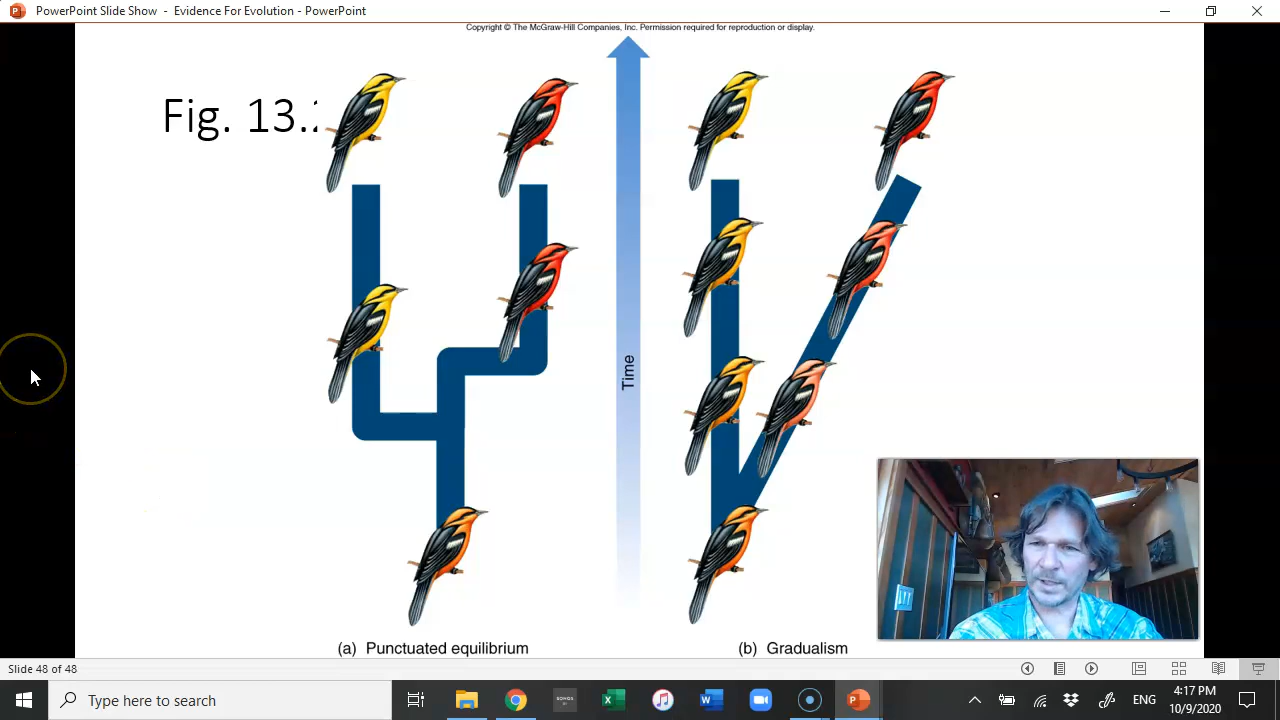 PowerPoint Slide Show - Evidence For Evolution - PowerPoint
Copyright © The McGraw-Hill Companies, Inc. Permission required for reproduction or display.
Fig. 13.
Time
(a) Punctuated equilibrium
(b) Gradualism
Slide 48 of 48
Type here to search
SONOS
ENG
4:17 PM
10/9/2020